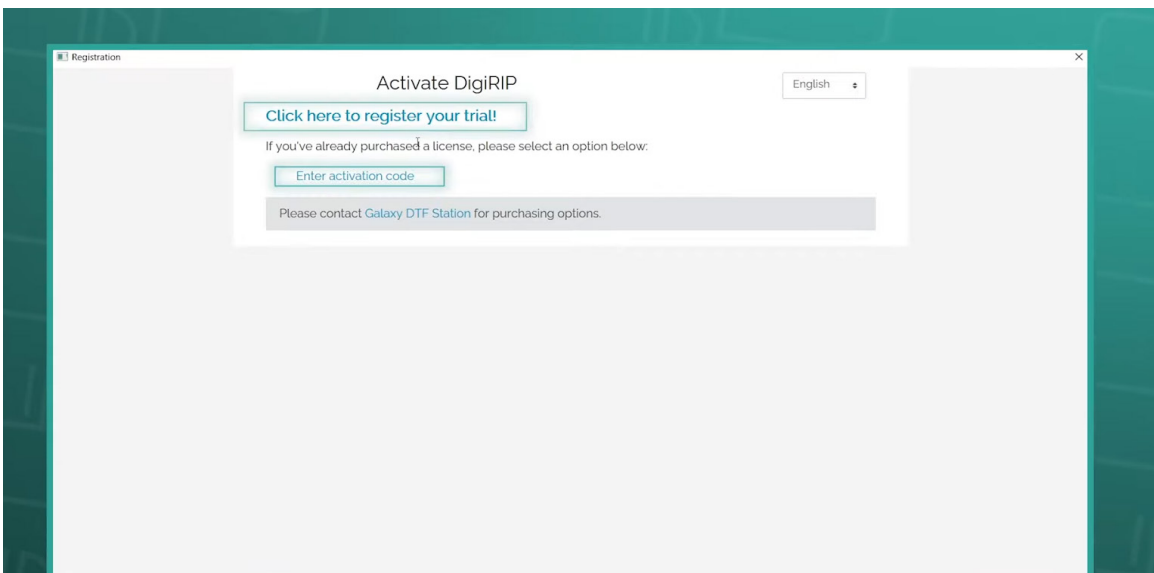 Registration
Activate DigiRIP
English
Click here to register your trial!
If you've already purchased a license, please select an option below:
Enter activation code
Please contact Galaxy DTF Station for purchasing options.